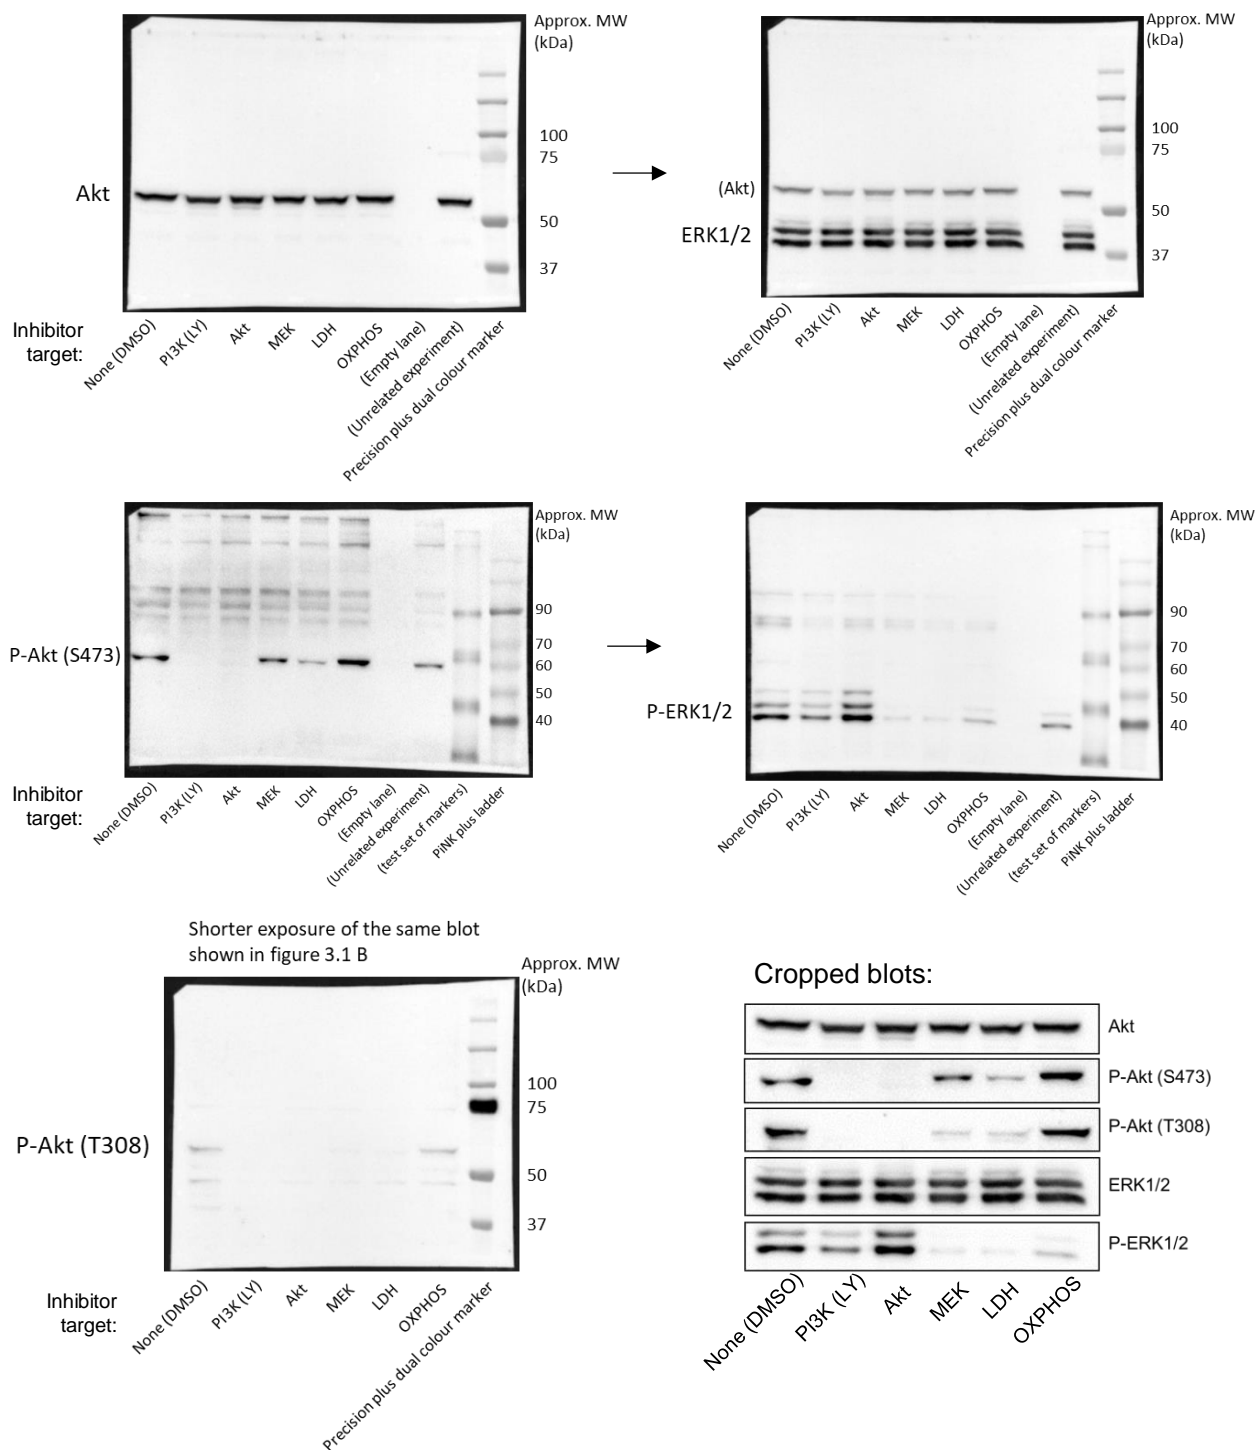 Approx. MW
(kDa)
100
75
Akt
50
37
Inhibitor
target:
None (DMSO)
PI3K (LY)
Akt
MEK
LDH
OXPHOS
(Empty lane)
(Unrelated experiment)
Precision plus dual colour marker
Approx. MW
(kDa)
100
75
(Akt)
50
ERK1/2
37
None (DMSO)
PI3K (LY)
Akt
MEK
LDH
OXPHOS
(Empty lane)
(Unrelated experiment)
Precision plus dual colour marker
Approx. MW
(kDa)
90
70
P-Akt (S473)
60
50
40
Inhibitor
target:
None (DMSO)
PI3K (LY)
Akt
MEK
LDH
OXPHOS
(Empty lane)
(Unrelated experiment)
(test set of markers)
PiNK plus ladder
Approx. MW
(kDa)
90
70
60
50
P-ERK1/2
40
None (DMSO)
PI3K (LY)
Akt
MEK
LDH
OXPHOS
(Empty lane)
(Unrelated experiment)
(test set of markers)
PiNK plus ladder
Shorter exposure of the same blot
shown in figure 3.1 B
Approx. MW
(kDa)
100
75
P-Akt (T308)
50
37
Inhibitor
target:
None (DMSO)
PI3K (LY)
Akt
MEK
LDH
OXPHOS
Precision plus dual colour marker
Cropped blots:
Akt
P-Akt (S473)
P-Akt (T308)
ERK1/2
P-ERK1/2
None (DMSO)
PI3K (LY)
Akt
MEK
LDH
OXPHOS